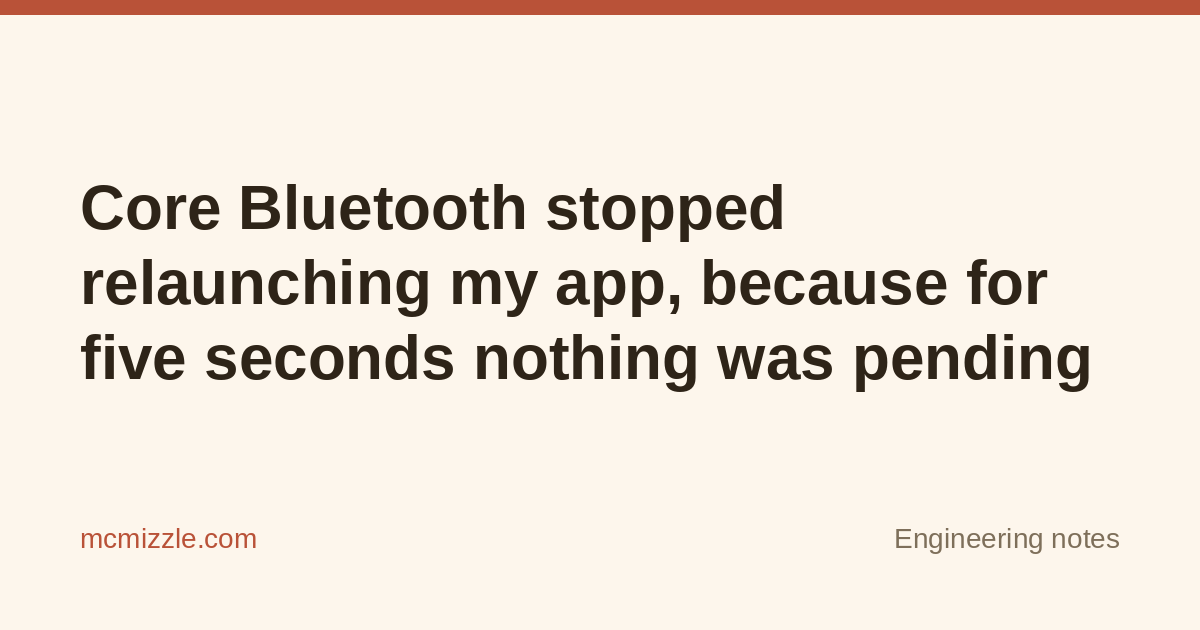 Core Bluetooth stopped
relaunching my app, because for
five seconds nothing was pending
mcmizzle.com
Engineering notes